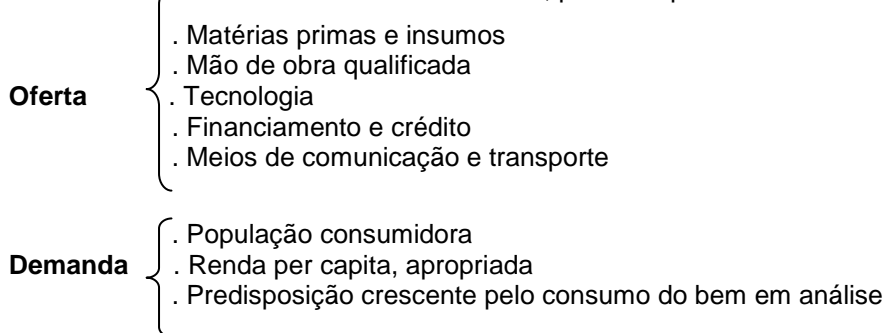 . Matérias primas e insumos
. Mão de obra qualificada
Oferta . Tecnologia
. Financiamento e crédito
. Meios de comunicação e transporte
. População consumidora
Demanda . Renda per capita, apropriada
. Predisposição crescente pelo consumo do bem em análise